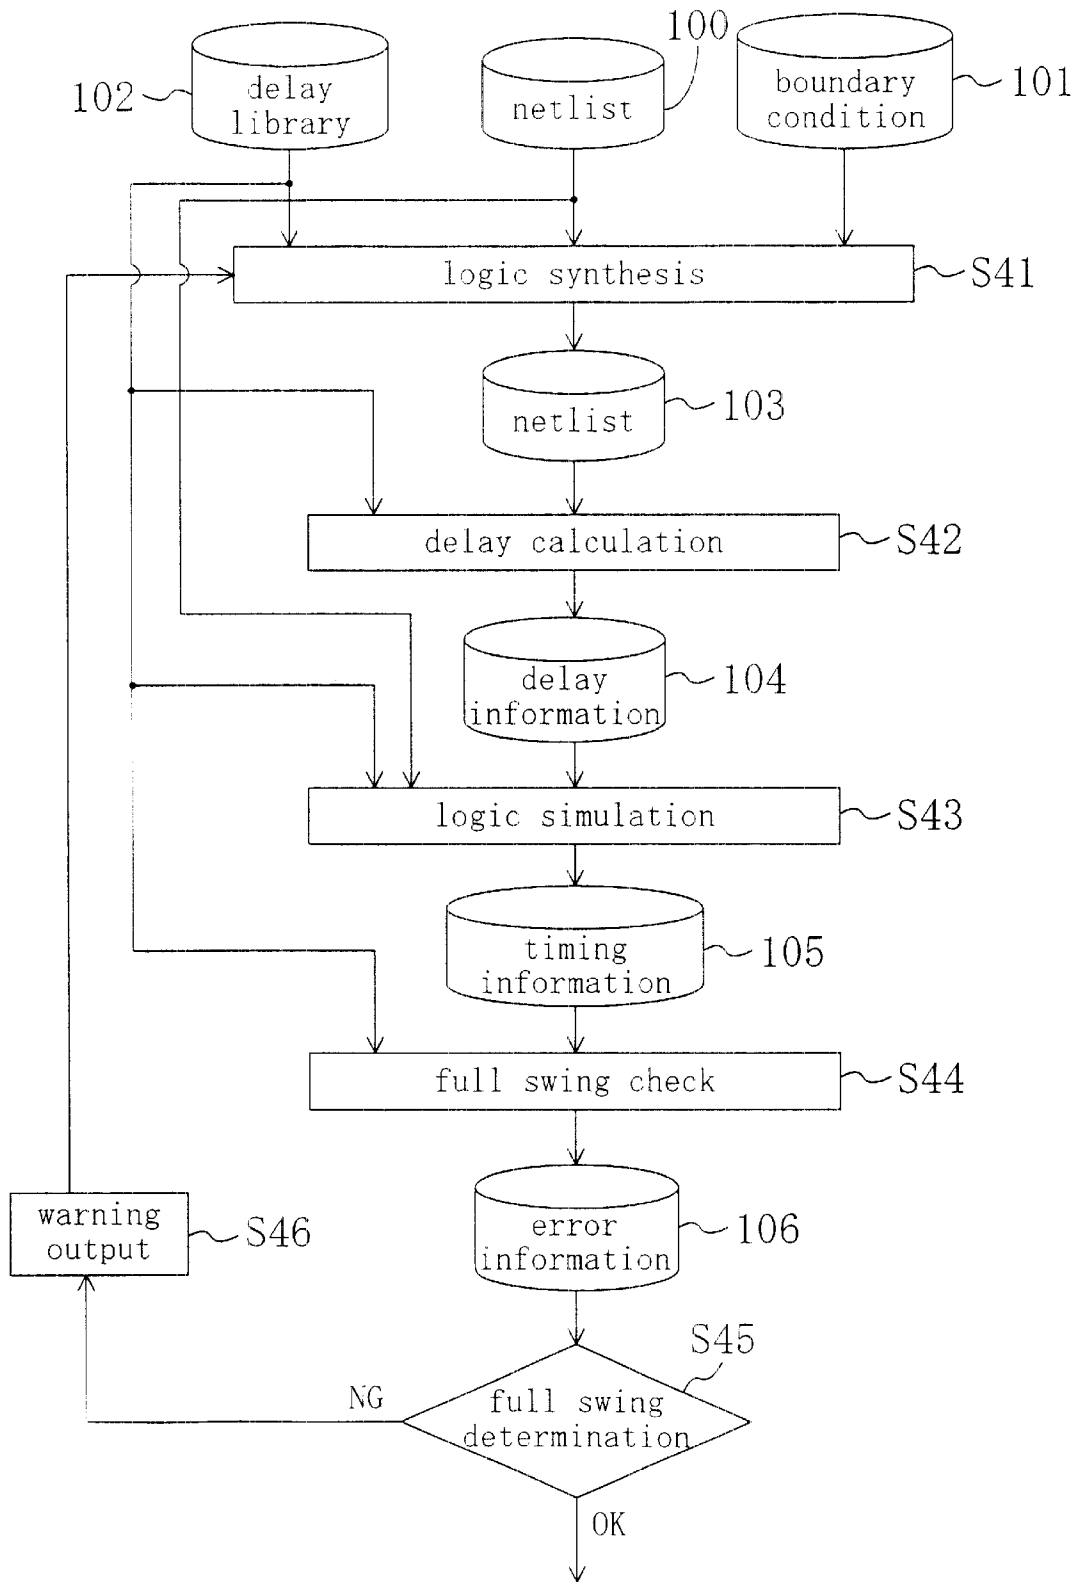 100
102
delay
library
netlist
boundary
condition
101
logic synthesis
S41
netlist
103
delay calculation
S42
delay
information
104
logic simulation
S43
timing
information
105
full swing check
S44
warning
output
S46
error
information
106
S45
NG
full swing
determination
OK